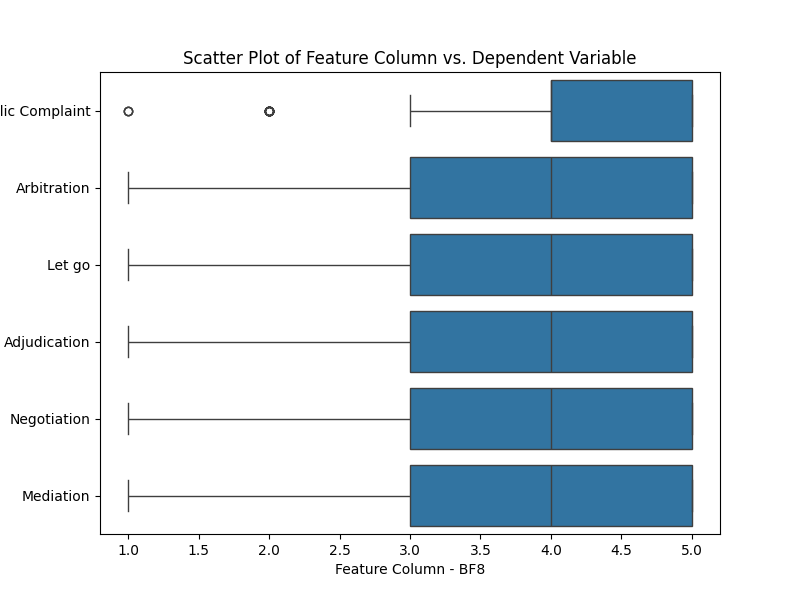 Scatter Plot of Feature Column vs. Dependent Variable
lic Complaint
Arbitration
Let go
Adjudication
Negotiation
Mediation
1.0 1.5 2.0 2.5 3.0 3.5 4.0 4.5 5.0
Feature Column - BF8